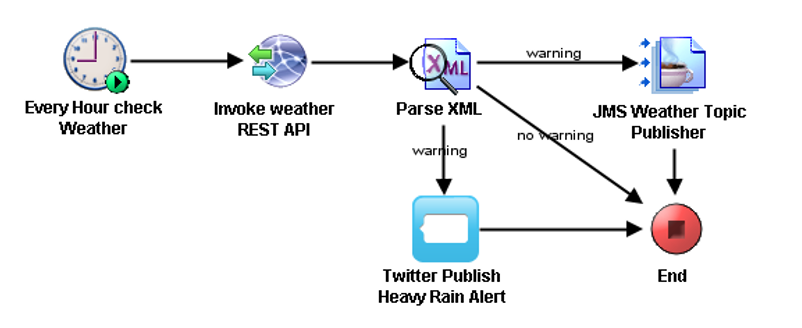 warning
XML
Every Hour check
Weather
Invoke weather
REST API
Parse XML
JMS Weather Topic
Publisher
no warning
warning
Twitter Publish
Heavy Rain Alert
End